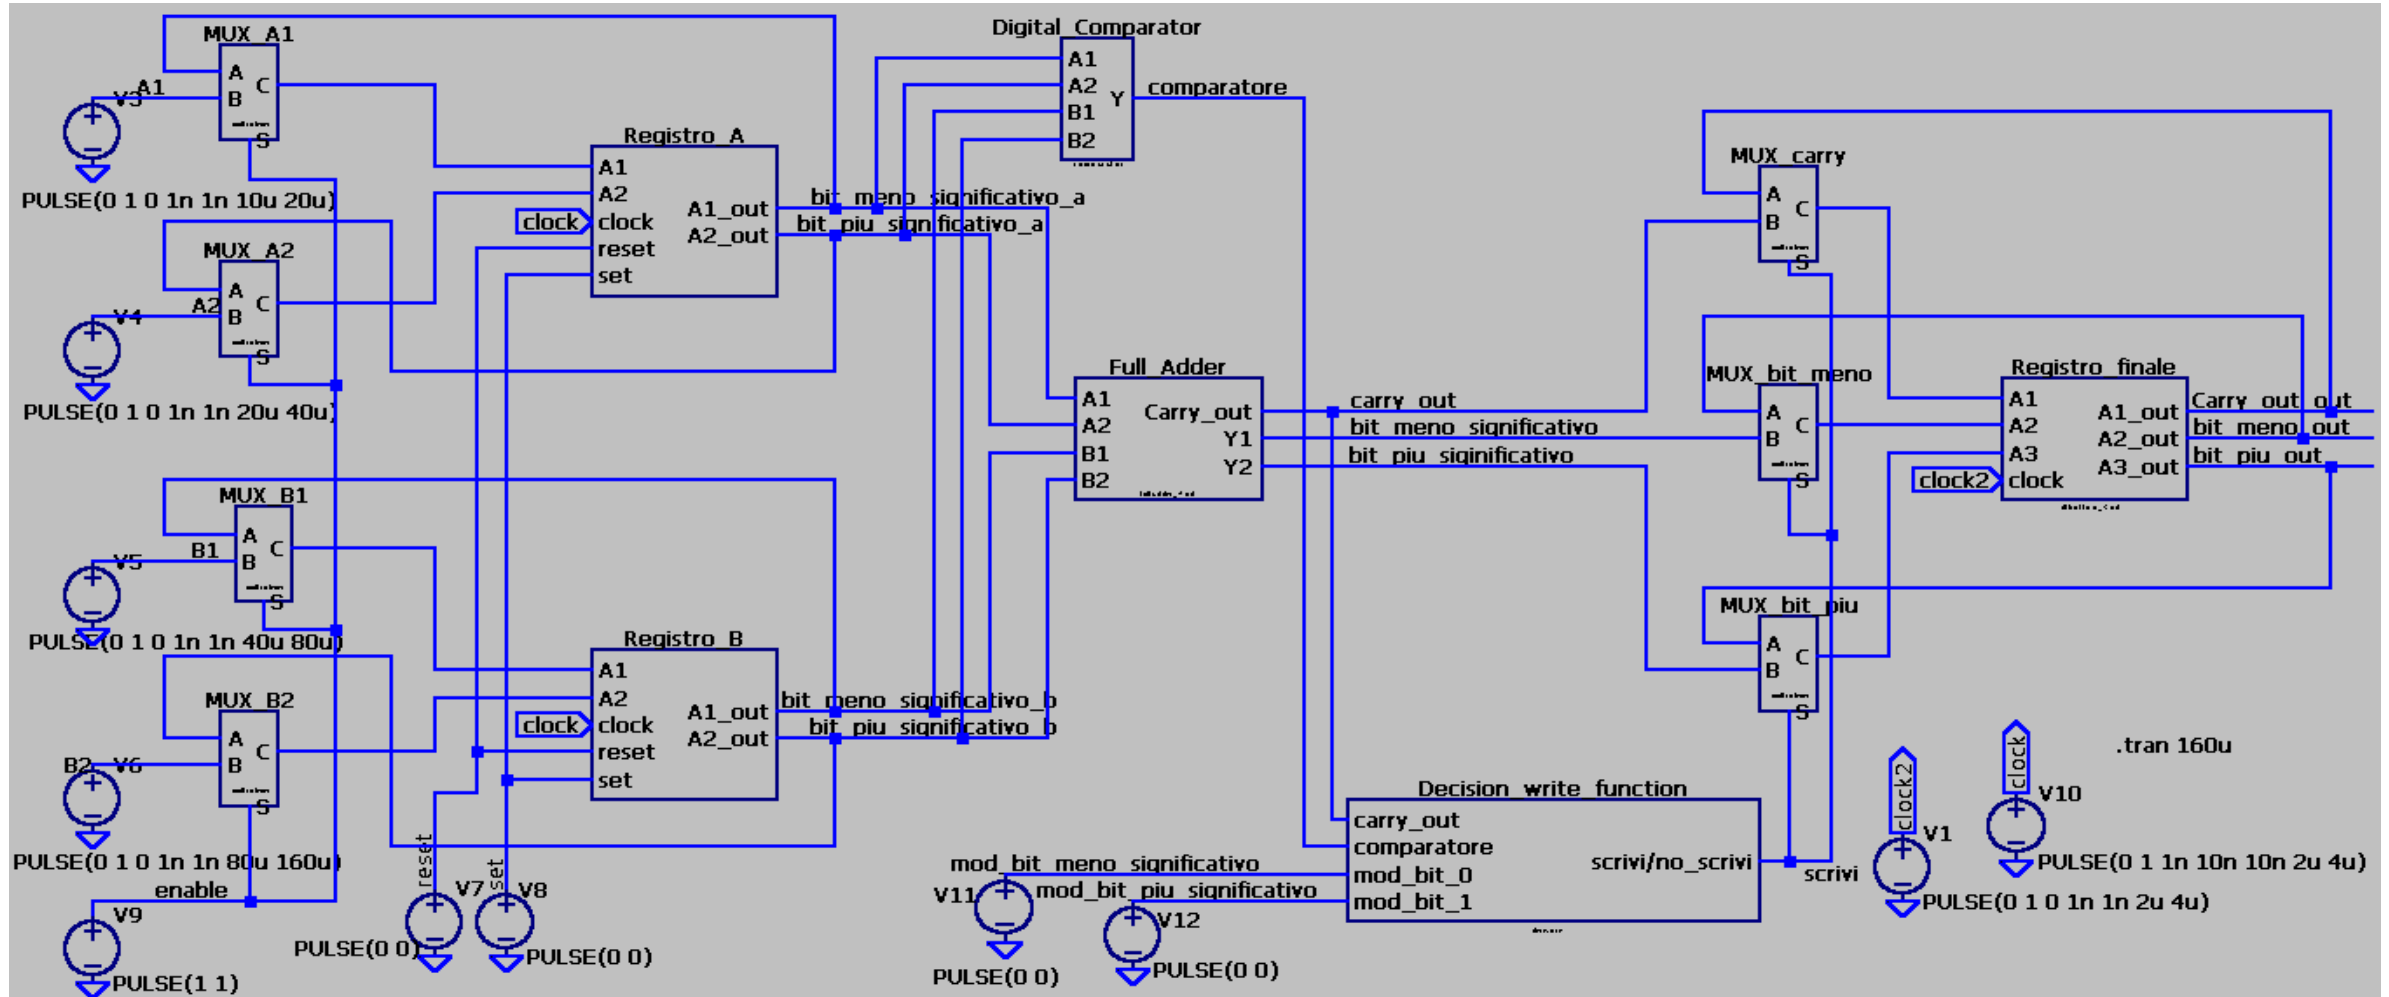 MUX_A1
A
B
C
S
V3
A1
PULSE(0 1 0 1n 1n 10u 20u)
MUX_A2
A
B
C
S
V4
A2
PULSE(0 1 0 1n 1n 20u 40u)
MUX_B1
A
B
C
S
V5
B1
PULSE(0 1 0 1n 1n 40u 80u)
MUX_B2
A
B
C
S
B2
V6
PULSE(0 1 0 1n 1n 80u 160u)
enable
V9
PULSE(1 1)
Registro_A
A1
A2
clock
clock
reset
set
A1_out
A2_out
bit_meno_significativo_a
bit_piu_significativo_a
Registro_B
A1
A2
clock
clock
reset
set
A1_out
A2_out
bit_meno_significativo_b
bit_piu_significativo_b
reset
V7
PULSE(0 0)
set
V8
PULSE(0 0)
Digital_Comparator
A1
A2
B1
B2
Y
comparatore
Full_Adder
A1
A2
B1
B2
Carry_out
Y1
Y2
carry_out
bit_meno_significativo
bit_piu_siginificativo
Decision_write_function
carry_out
comparatore
mod_bit_0
mod_bit_1
scrivi/no_scrivi
scrivi
mod_bit_meno_significativo
V11
PULSE(0 0)
mod_bit_piu_significativo
V12
PULSE(0 0)
MUX_carry
A
B
C
S
MUX_bit_meno
A
B
C
S
MUX_bit_piu
A
B
C
S
Registro_finale
A1
A2
A3
clock2
clock
A1_out
A2_out
A3_out
Carry_out_out
bit_meno_out
bit_piu_out
clock2
V1
PULSE(0 1 0 1n 1n 2u 4u)
clock
V10
PULSE(0 1 1n 10n 10n 2u 4u)
.tran 160u